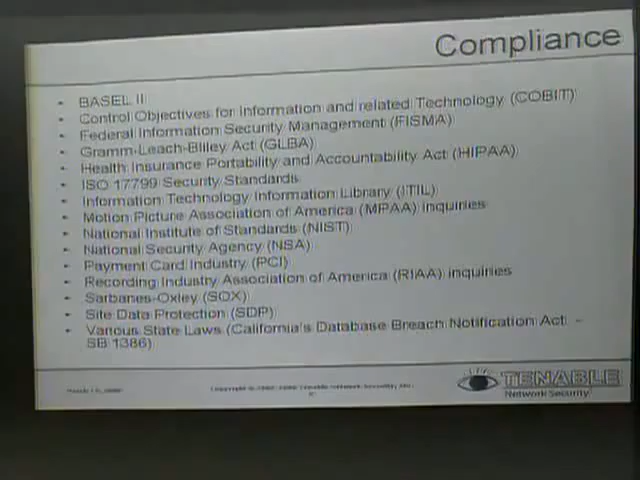 Compliance
• BASEL II
• Control Objectives for Information and related Technology (COBIT)
• Federal Information Security Management (FISMA)
• Gramm-Leach-Bliley Act (GLBA)
• Health Insurance Portability and Accountability Act (HIPAA)
• ISO 17799 Security Standards
• Information Technology Information Library (ITIL)
• Motion Picture Association of America (MPAA) inquiries
• National Institute of Standards (NIST)
• National Security Agency (NSA)
• Payment Card Industry (PCI)
• Recording Industry Association of America (RIAA) inquiries
• Sarbanes-Oxley (SOX)
• Site Data Protection (SDP)
• Various State Laws (California's Database Breach Notification Act -
SB 1386)
TENABLE
Network Security